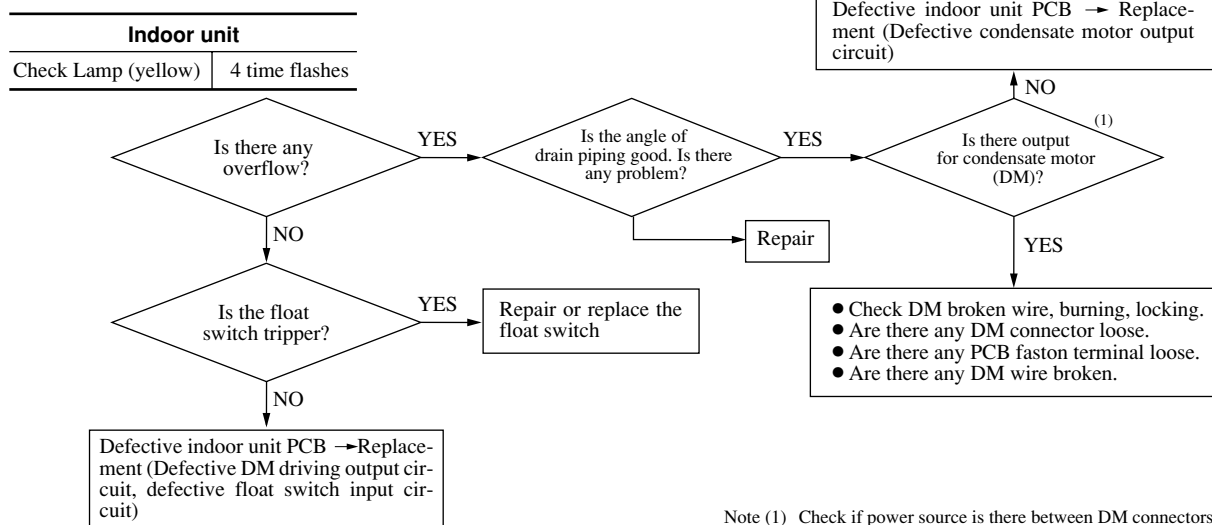 Indoor unit
Check Lamp (yellow) 4 time flashes
Defective indoor unit PCB → Replace-
ment (Defective condensate motor output
circuit)
NO
Is there any
overflow?
YES
Is the angle of
drain piping good. Is there
any problem?
YES
(1)
Is there output
for condensate motor
(DM)?
NO
Repair
YES
Is the float
switch tripper?
YES
Repair or replace the
float switch
● Check DM broken wire, burning, locking.
● Are there any DM connector loose.
● Are there any PCB faston terminal loose.
● Are there any DM wire broken.
NO
Defective indoor unit PCB →Replace-
ment (Defective DM driving output cir-
cuit, defective float switch input cir-
cuit)
Note (1) Check if power source is there between DM connectors